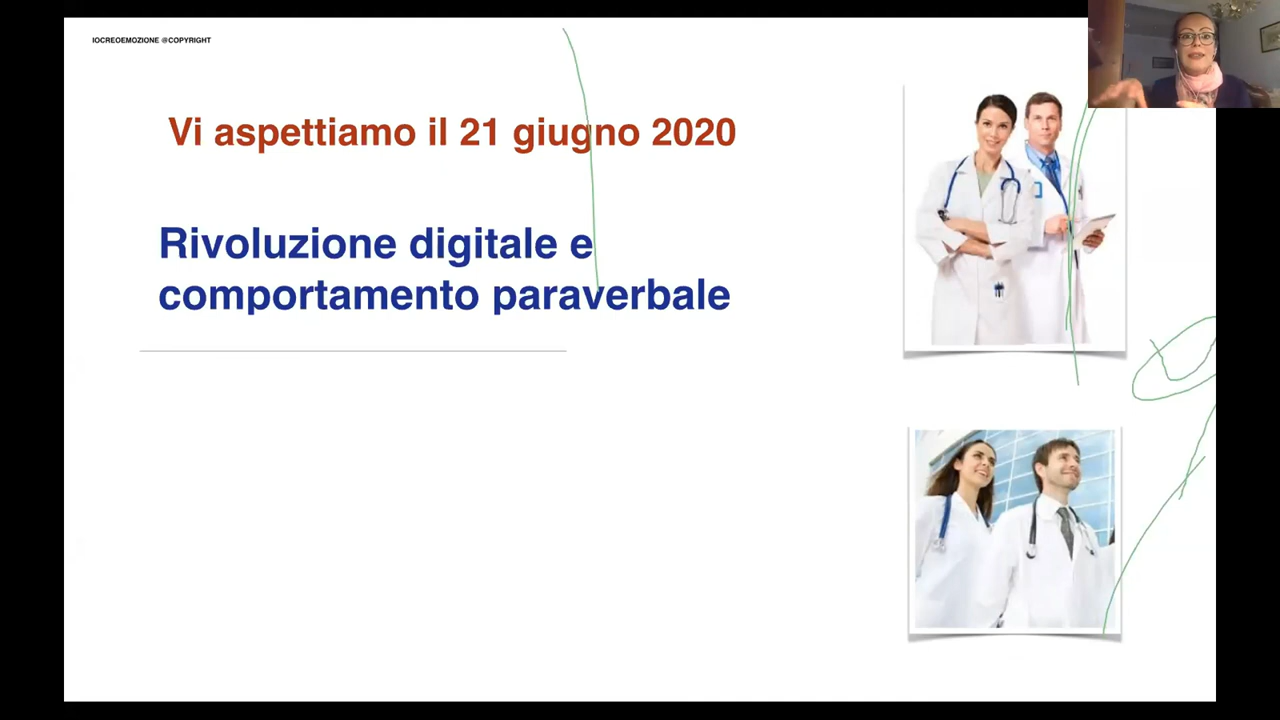 IOCREOEMOZIONE @COPYRIGHT
Vi aspettiamo il 21 giugno 2020
Rivoluzione digitale e
comportamento paraverbale